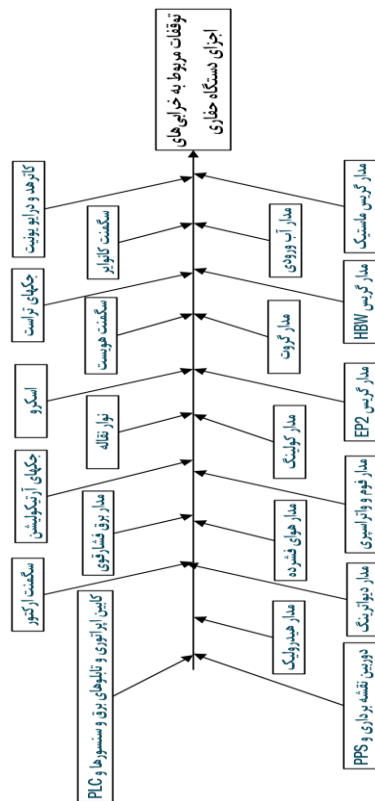 توقفات مربوط به خرابی‌های
اجزای دستگاه حفاری
کاترهد و درایو یونیت
سگمنت کانوایر
جکهای تراست
سگمنت هویست
اسکرو
نوار نقاله
جکهای آرتیکولیشن
مدار برق فشارقوی
سگمنت ارکتور
کابین اپراتوری و تابلوهای برق و سنسورها و PLC
مدار گریس ماستیک
مدار آب ورودی
مدار گریس HBW
مدار گروت
مدار گریس EP2
مدار کولینگ
مدار فوم و واتراسپری
مدار هوای فشرده
مدار دیواترینگ
مدار هیدرولیک
دوربین نقشه برداری و PPS